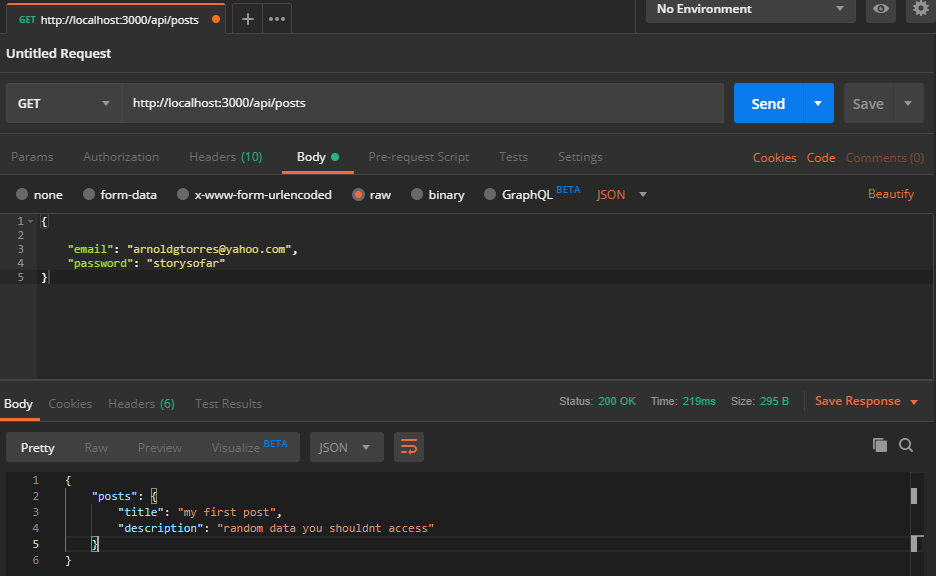 GET http://localhost:3000/api/posts + ••• No Environment
Untitled Request
GET http://localhost:3000/api/posts Send Save
Params Authorization Headers (10) Body Pre-request Script Tests Settings Cookies Code Comments (0)
none form-data x-www-form-urlencoded raw binary GraphQL BETA JSON Beautify
1 {
2
3 "email": "arnoldgtorres@yahoo.com",
4 "password": "storysofar"
5 }
Body Cookies Headers (6) Test Results Status: 200 OK Time: 219ms Size: 295 B Save Response
Pretty Raw Preview Visualize BETA JSON
1 {
2 "posts": {
3 "title": "my first post",
4 "description": "random data you shouldnt access"
5 }
6 }